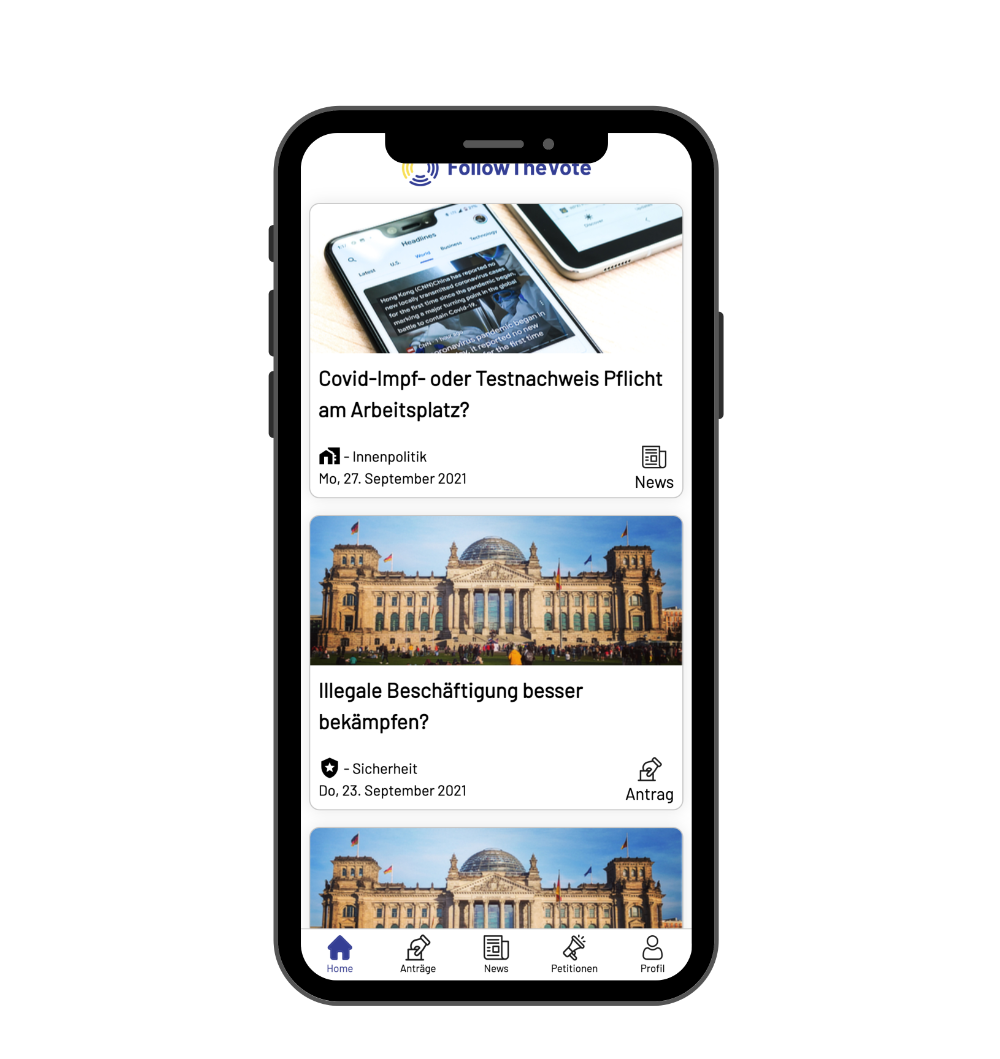 FollowTheVote
Headlines
Latest
U.S.
World
Business
Technology
Hong Kong (CNN)China has reported no
new locally transmitted coronavirus cases
for the first time since the pandemic began,
marking a major turning point in the global
battle to contain Covid-19.
coronavirus pandemic began in
it reported no new
for the first time
Covid-Impf- oder Testnachweis Pflicht
am Arbeitsplatz?
- Innenpolitik
Mo, 27. September 2021
News
Illegale Beschäftigung besser
bekämpfen?
- Sicherheit
Do, 23. September 2021
Antrag
Home
Anträge
News
Petitionen
Profil